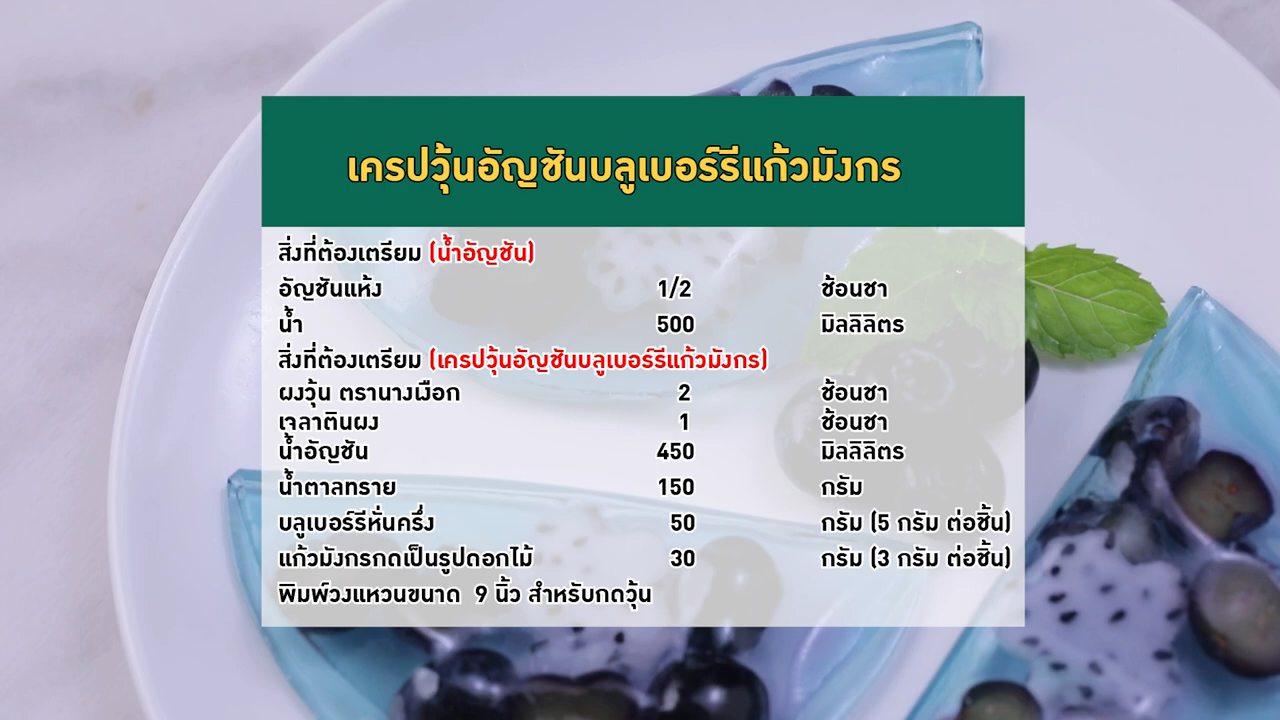 เครปวุ้นอัญชันบลูเบอร์รีแก้วมังกร
สิ่งที่ต้องเตรียม (น้ำอัญชัน)
อัญชันแห้ง 1/2 ช้อนชา
น้ำ 500 มิลลิลิตร
สิ่งที่ต้องเตรียม (เครปวุ้นอัญชันบลูเบอร์รีแก้วมังกร)
ผงวุ้น ตรานางเงือก 2 ช้อนชา
เจลาตินผง 1 ช้อนชา
น้ำอัญชัน 450 มิลลิลิตร
น้ำตาลทราย 150 กรัม
บลูเบอร์รีหั่นครึ่ง 50 กรัม (5 กรัม ต่อชิ้น)
แก้วมังกรกดเป็นรูปดอกไม้ 30 กรัม (3 กรัม ต่อชิ้น)
พิมพ์วงแหวนขนาด 9 นิ้ว สำหรับกดวุ้น